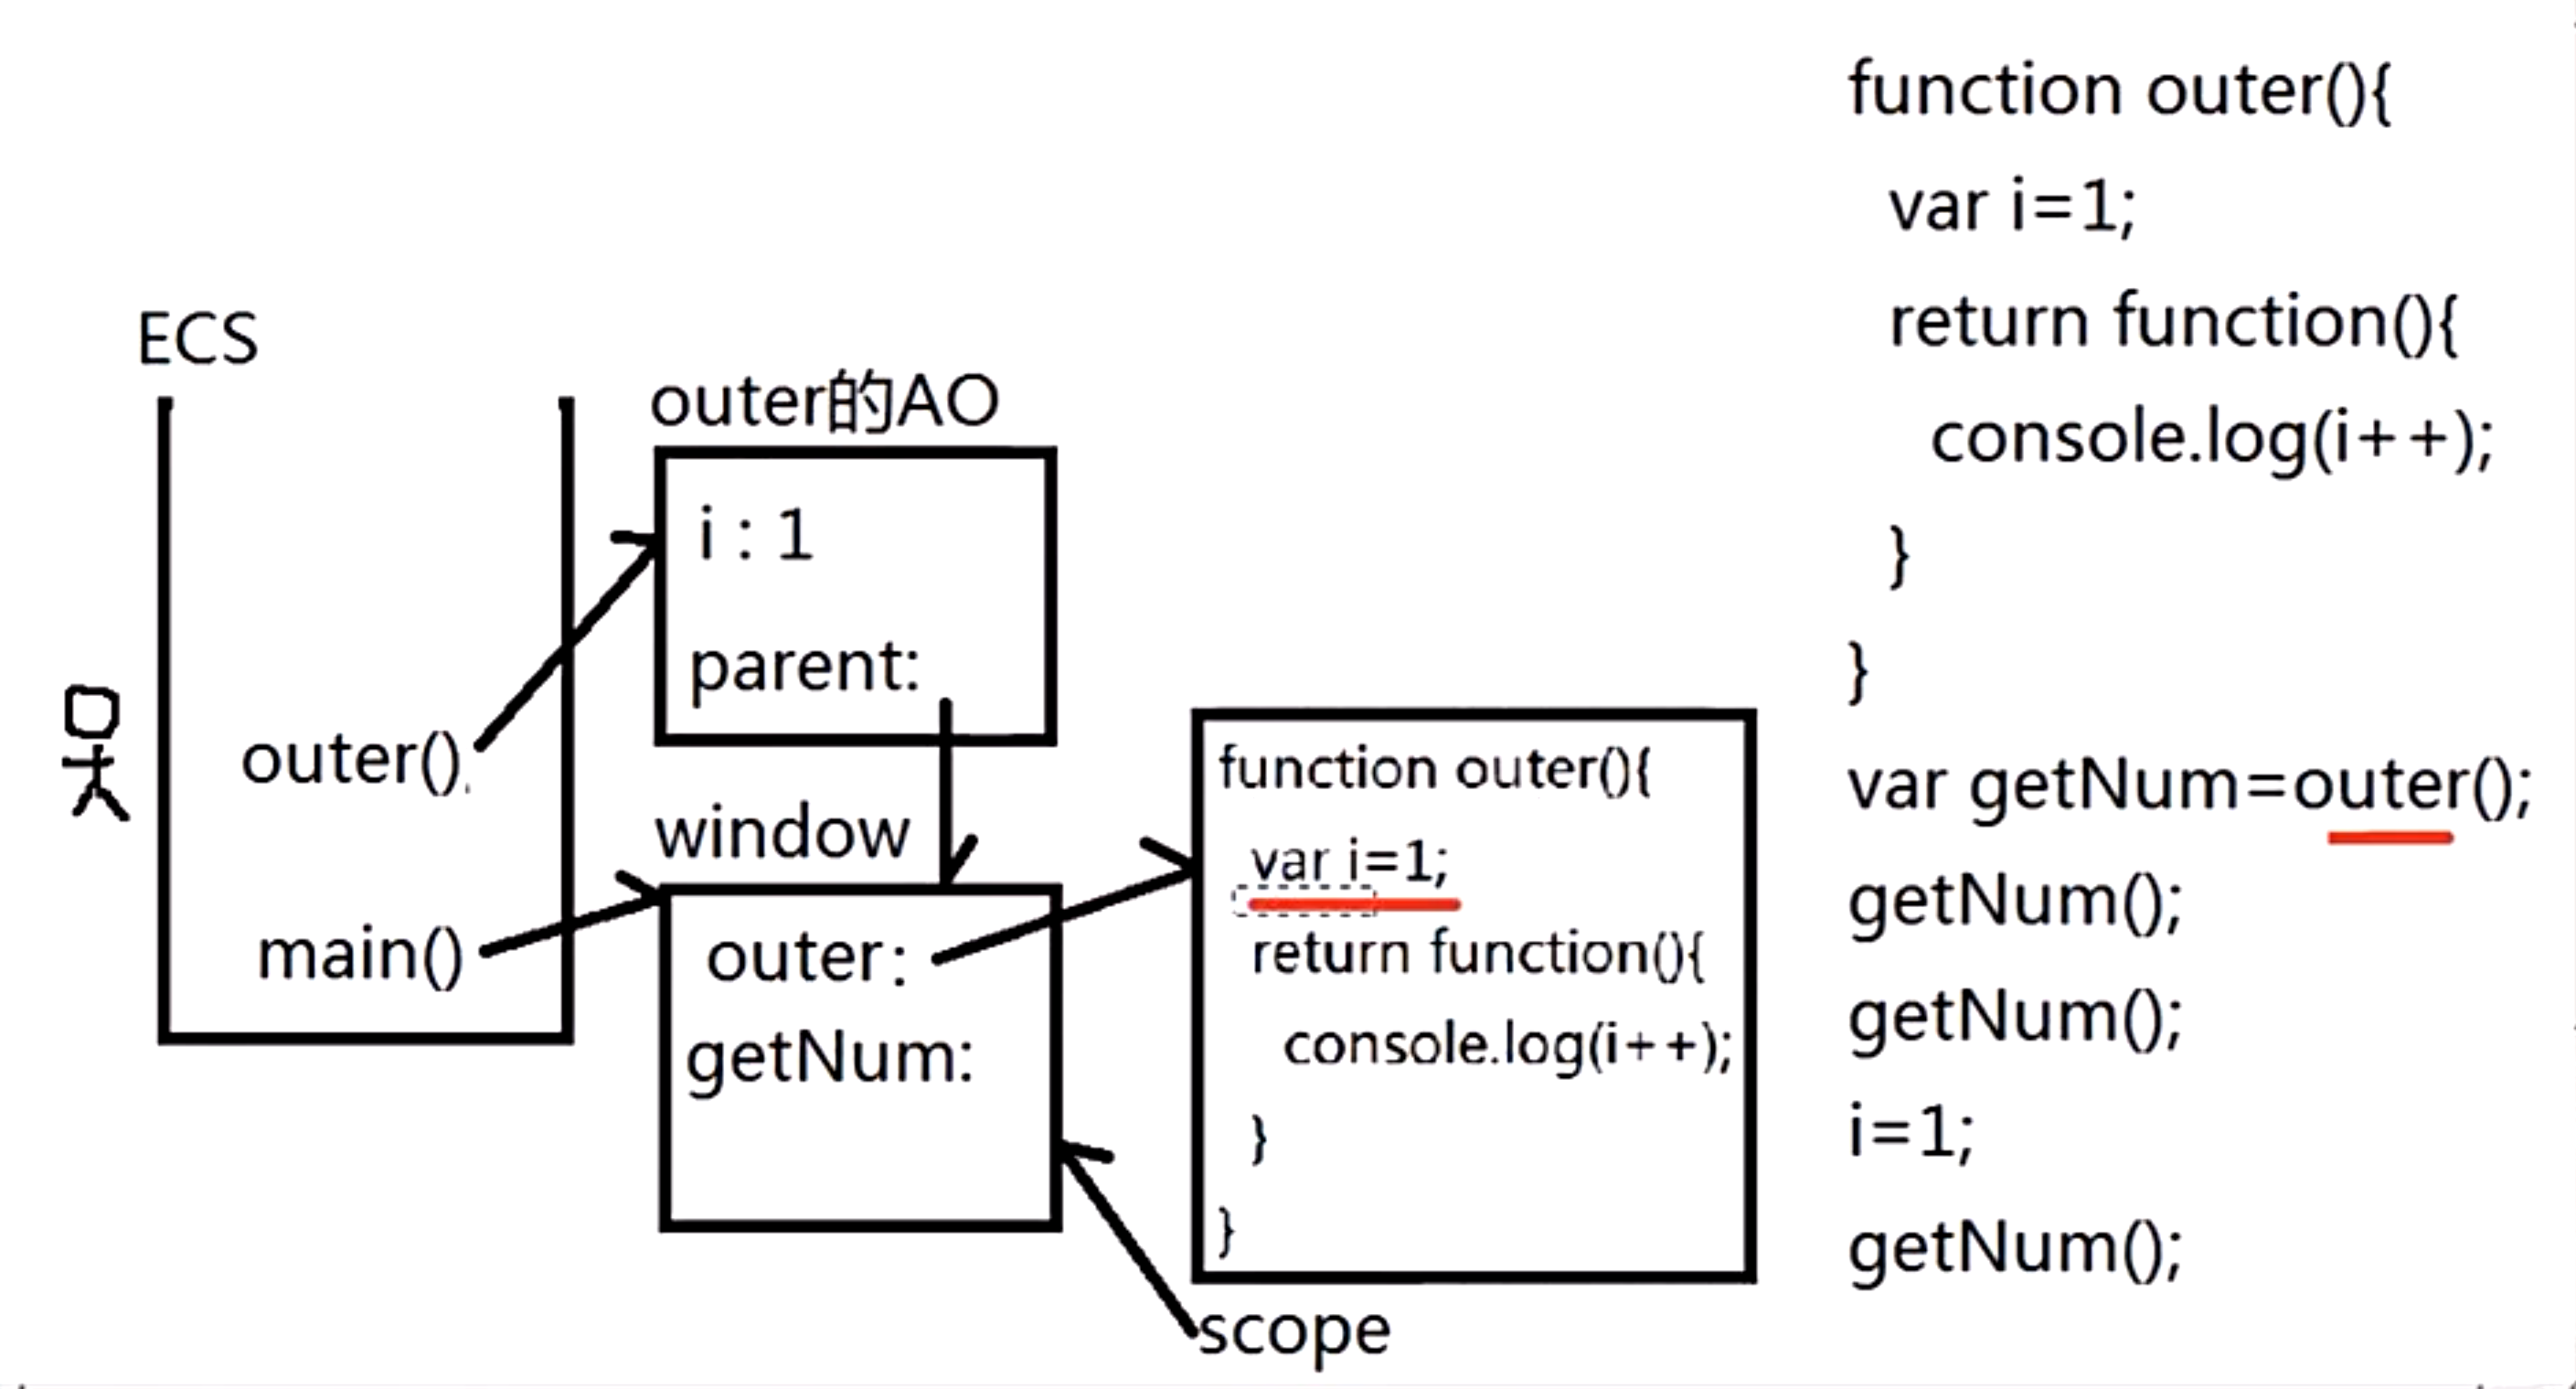 ECS
outer()
main()
outer的AO
i : 1
parent:
window
outer:
getNum:
function outer(){
var i=1;
return function(){
console.log(i++);
}
}
scope
function outer(){
var i=1;
return function(){
console.log(i++);
}
}
var getNum=outer();
getNum();
getNum();
i=1;
getNum();